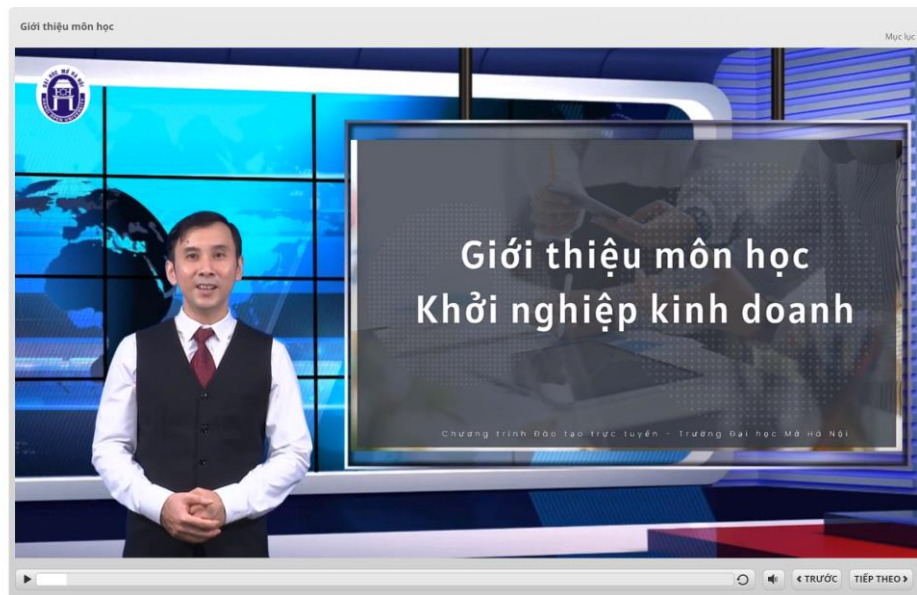 Giới thiệu môn học
Mục lục
Giới thiệu môn học
Khởi nghiệp kinh doanh
Chương trình Đào tạo trực tuyến - Trường Đại học Mở Hà Nội
TRƯỚC
TIẾP THEO